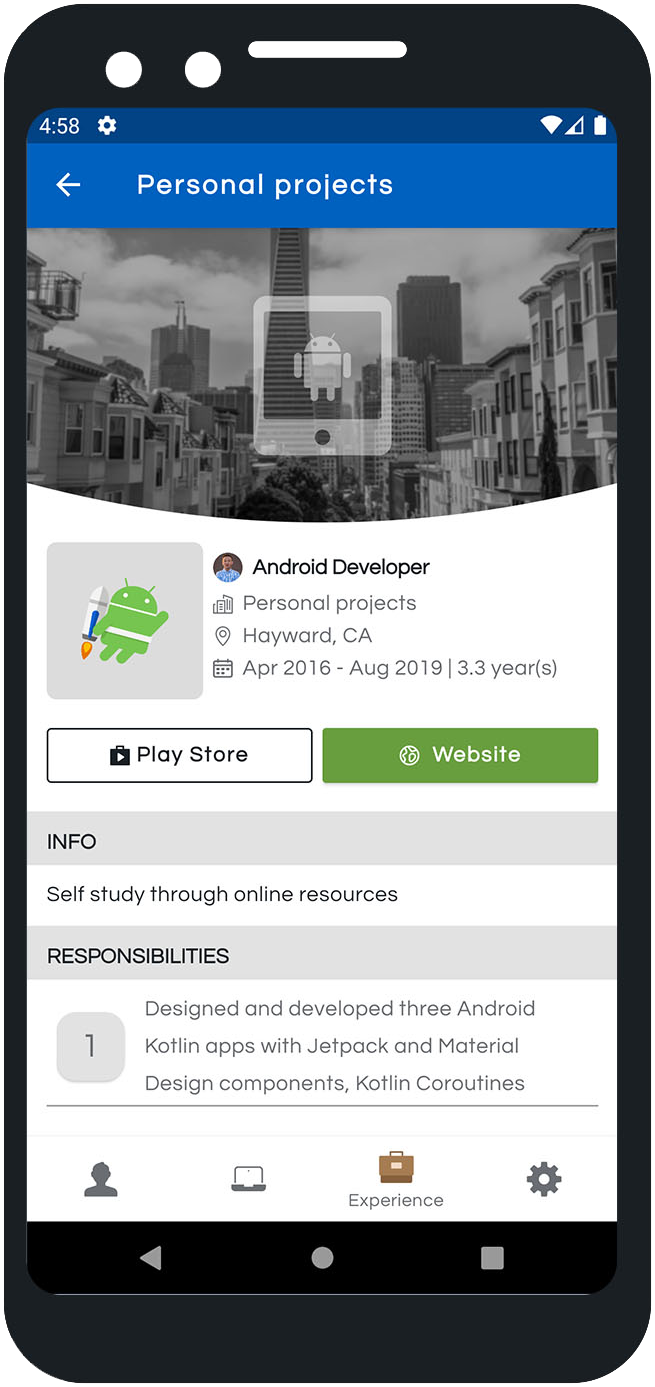 4:58
Personal projects
Android Developer
Personal projects
Hayward, CA
Apr 2016 - Aug 2019 | 3.3 year(s)
Play Store
Website
INFO
Self study through online resources
RESPONSIBILITIES
1
Designed and developed three Android
Kotlin apps with Jetpack and Material
Design components, Kotlin Coroutines
Experience